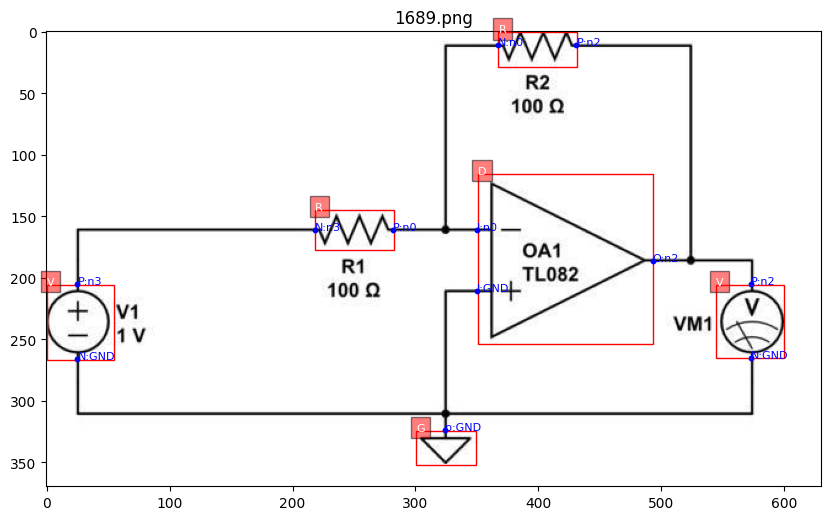 1689.png
0
50
100
150
200
250
300
350
0
100
200
300
400
500
600
R
N:n0
P:n2
R2
100 Ω
D
R
N:n3
P:n0
R1
100 Ω
I:n0
I:GND
O:n2
OA1
TL082
V
P:n3
V1
1 V
N:GND
V
P:n2
V
VM1
N:GND
G
p:GND